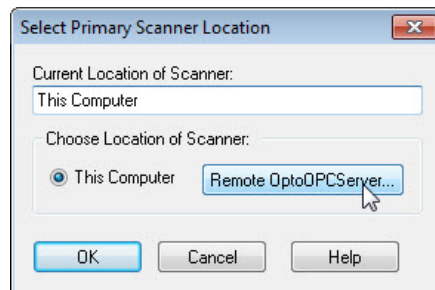 Select Primary Scanner Location
Current Location of Scanner:
This Computer
Choose Location of Scanner:
This Computer
Remote OptoOPCServer...
OK
Cancel
Help